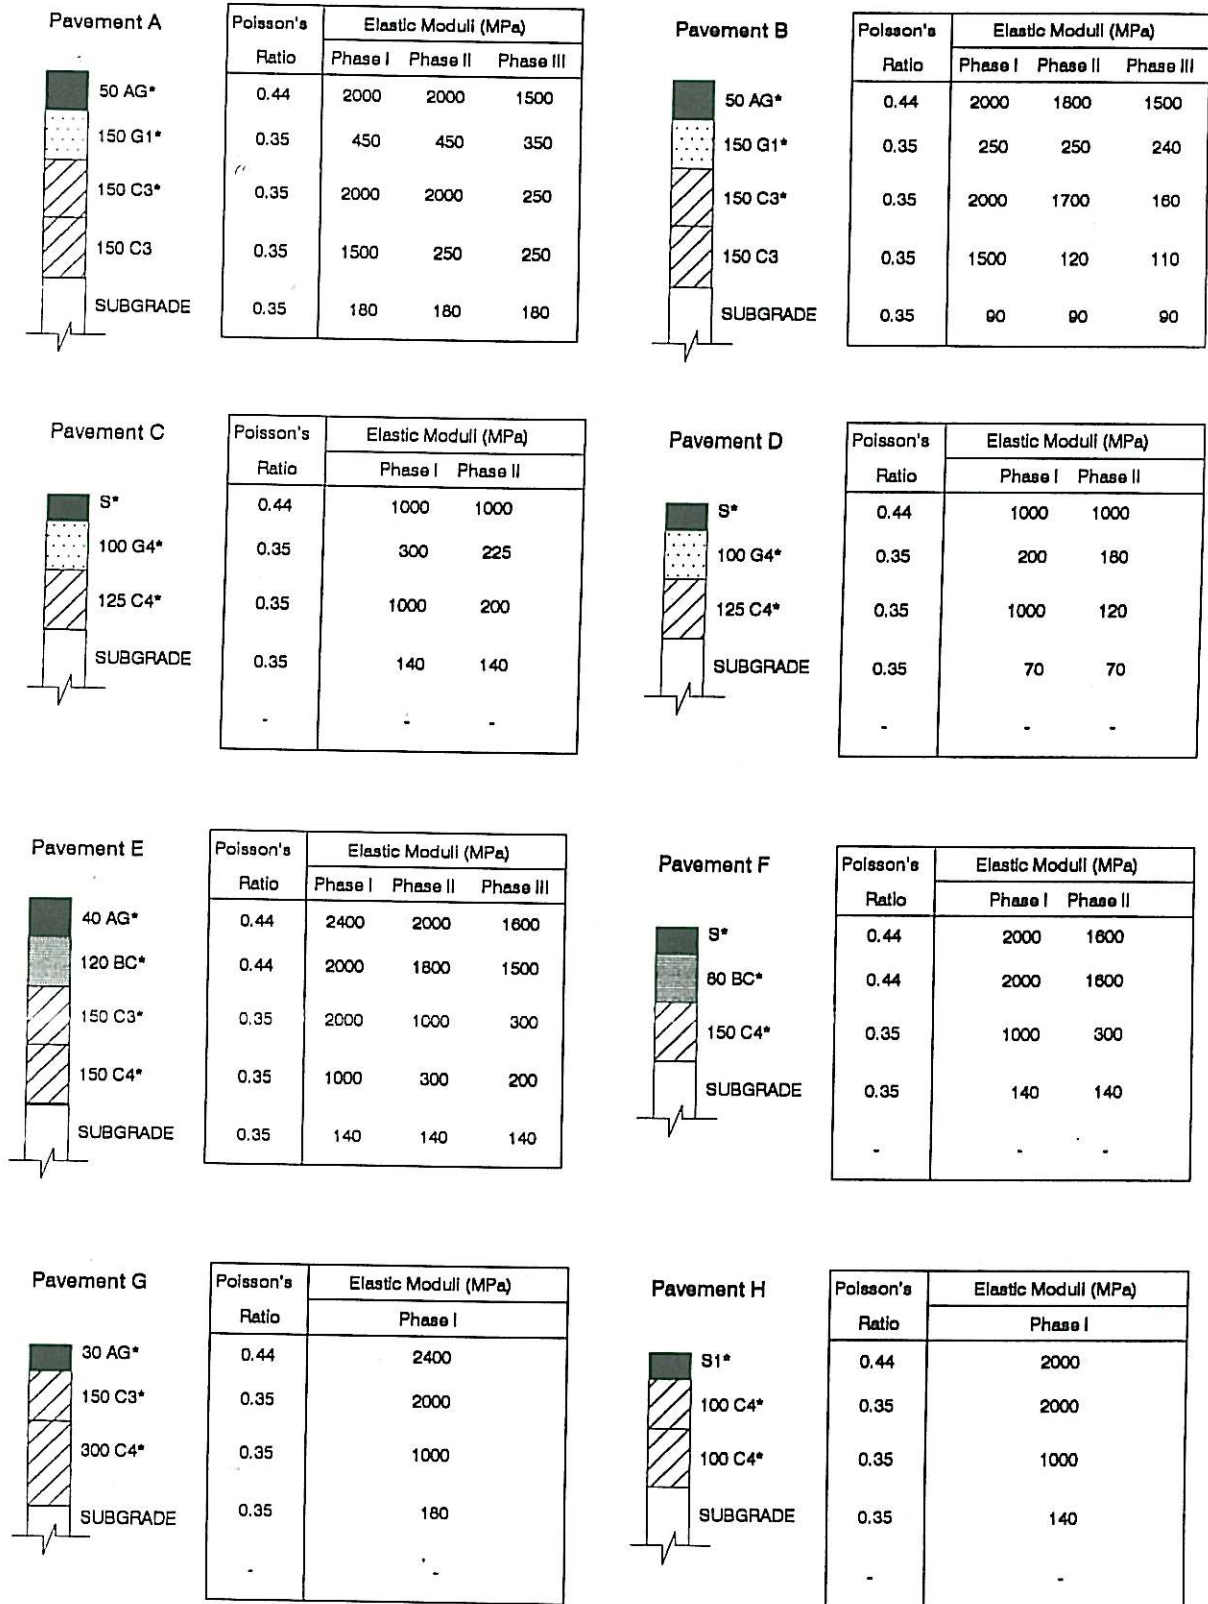 Pavement A
Poisson's Elastic Moduli (MPa)
Ratio Phase I Phase II Phase III
50 AG* 0.44 2000 2000 1500
150 G1* 0.35 450 450 350
150 C3* 0.35 2000 2000 250
150 C3 0.35 1500 250 250
SUBGRADE 0.35 180 180 180
Pavement B
Poisson's Elastic Moduli (MPa)
Ratio Phase I Phase II Phase III
50 AG* 0.44 2000 1800 1500
150 G1* 0.35 250 250 240
150 C3* 0.35 2000 1700 160
150 C3 0.35 1500 120 110
SUBGRADE 0.35 90 90 90
Pavement C
Poisson's Elastic Moduli (MPa)
Ratio Phase I Phase II
S* 0.44 1000 1000
100 G4* 0.35 300 225
125 C4* 0.35 1000 200
SUBGRADE 0.35 140 140
- - -
Pavement D
Poisson's Elastic Moduli (MPa)
Ratio Phase I Phase II
S* 0.44 1000 1000
100 G4* 0.35 200 180
125 C4* 0.35 1000 120
SUBGRADE 0.35 70 70
- - -
Pavement E
Poisson's Elastic Moduli (MPa)
Ratio Phase I Phase II Phase III
40 AG* 0.44 2400 2000 1600
120 BC* 0.44 2000 1800 1500
150 C3* 0.35 2000 1000 300
150 C4* 0.35 1000 300 200
SUBGRADE 0.35 140 140 140
Pavement F
Poisson's Elastic Moduli (MPa)
Ratio Phase I Phase II
S* 0.44 2000 1600
80 BC* 0.44 2000 1600
150 C4* 0.35 1000 300
SUBGRADE 0.35 140 140
- - -
Pavement G
Poisson's Elastic Moduli (MPa)
Ratio Phase I
30 AG* 0.44 2400
150 C3* 0.35 2000
300 C4* 0.35 1000
SUBGRADE 0.35 180
- -
Pavement H
Poisson's Elastic Moduli (MPa)
Ratio Phase I
S1* 0.44 2000
100 C4* 0.35 2000
100 C4* 0.35 1000
SUBGRADE 0.35 140
- -